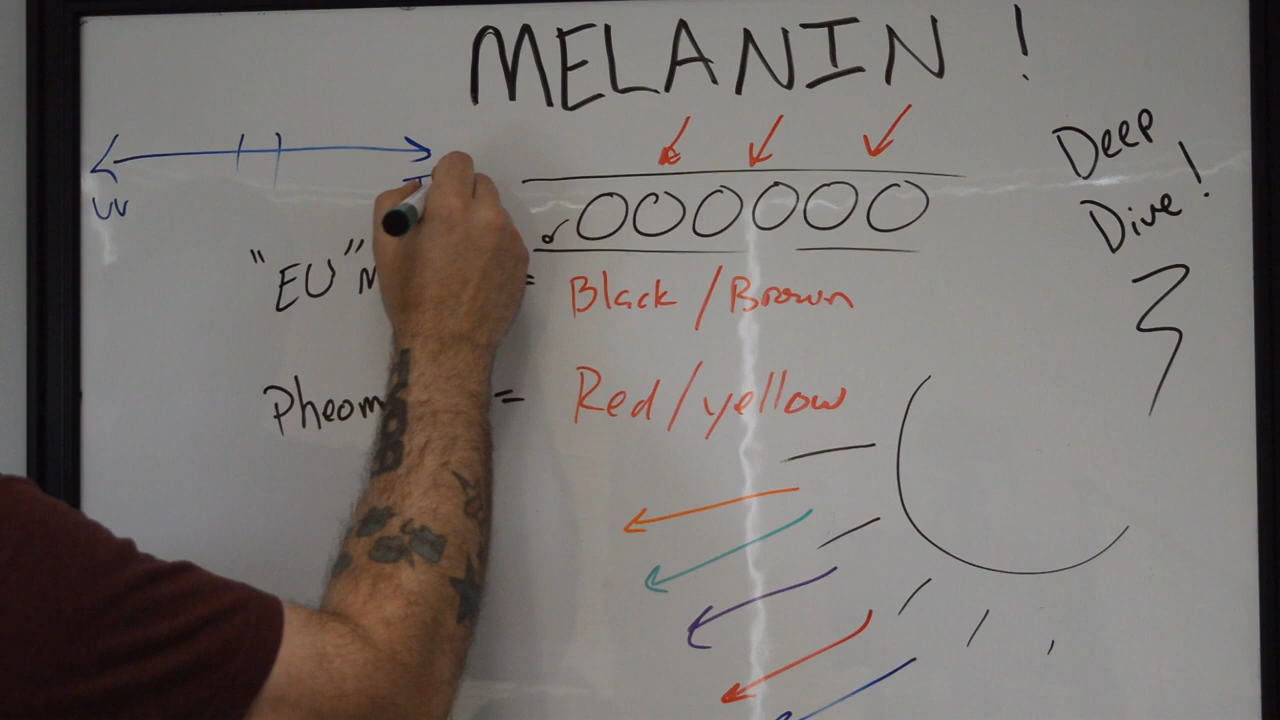 MELANIN !
Deep
Dive !
UV
"EU" = Black / Brown
Pheom = Red / yellow